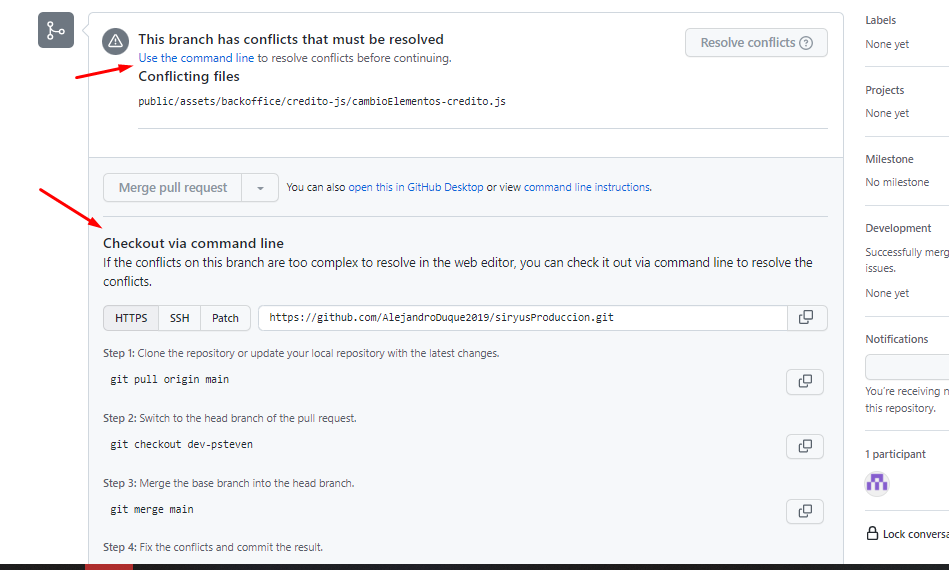 This branch has conflicts that must be resolved
Use the command line to resolve conflicts before continuing.
Resolve conflicts
Conflicting files
public/assets/backoffice/credito-js/cambioElementos-credito.js
Merge pull request
You can also open this in GitHub Desktop or view command line instructions.
Checkout via command line
If the conflicts on this branch are too complex to resolve in the web editor, you can check it out via command line to resolve the
conflicts.
HTTPS
SSH
Patch
https://github.com/AlejandroDuque2019/siryusProduccion.git
Step 1: Clone the repository or update your local repository with the latest changes.
git pull origin main
Step 2: Switch to the head branch of the pull request.
git checkout dev-psteven
Step 3: Merge the base branch into the head branch.
git merge main
Step 4: Fix the conflicts and commit the result.
Labels
None yet
Projects
None yet
Milestone
No milestone
Development
Successfully merg
issues.
None yet
Notifications
You're receiving n
this repository.
1 participant
Lock conversa